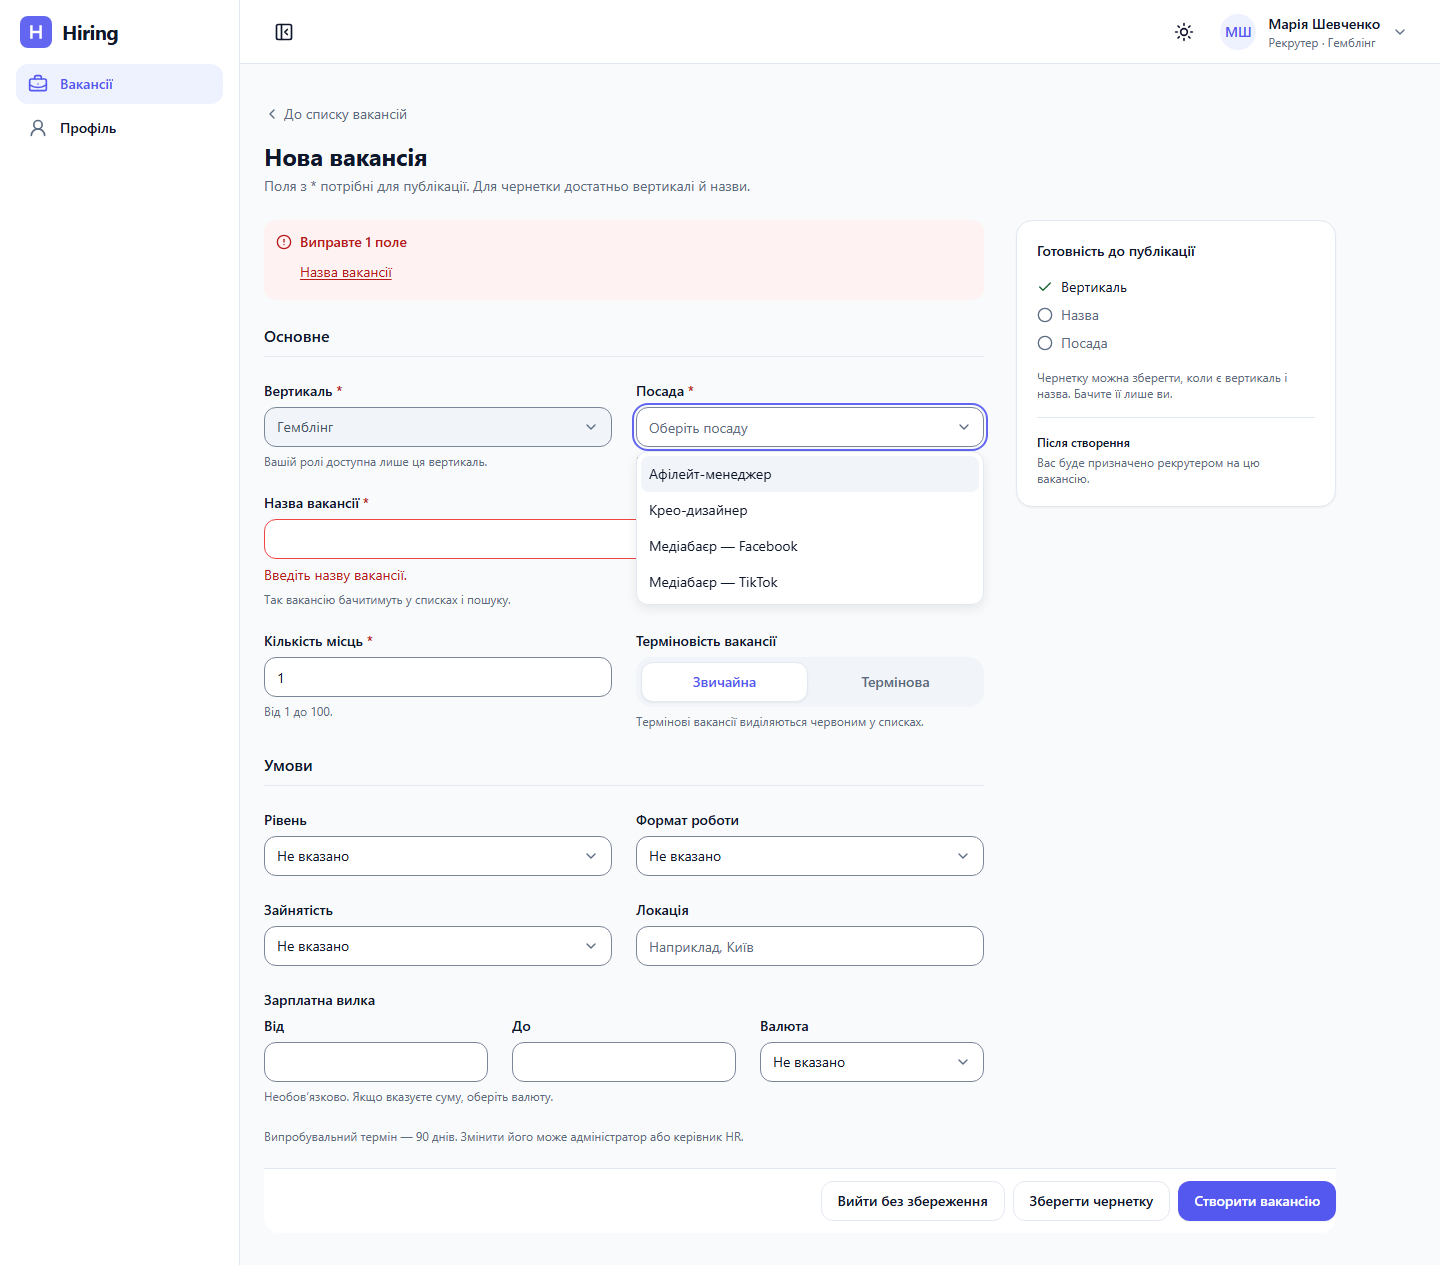 H Hiring
Вакансії
Профіль
МШ
Марія Шевченко
Рекрутер · Гемблінг
До списку вакансій
Нова вакансія
Поля з * потрібні для публікації. Для чернетки достатньо вертикалі й назви.
Виправте 1 поле
Назва вакансії
Основне
Вертикаль *
Гемблінг
Вашій ролі доступна лише ця вертикаль.
Посада *
Оберіть посаду
Афілейт-менеджер
Крео-дизайнер
Медіабаєр — Facebook
Медіабаєр — TikTok
Назва вакансії *
Введіть назву вакансії.
Так вакансію бачитимуть у списках і пошуку.
Кількість місць *
1
Від 1 до 100.
Терміновість вакансії
Звичайна
Термінова
Термінові вакансії виділяються червоним у списках.
Умови
Рівень
Не вказано
Формат роботи
Не вказано
Зайнятість
Не вказано
Локація
Наприклад, Київ
Зарплатна вилка
Від
До
Валюта
Не вказано
Необов'язково. Якщо вказуєте суму, оберіть валюту.
Випробувальний термін — 90 днів. Змінити його може адміністратор або керівник HR.
Вийти без збереження
Зберегти чернетку
Створити вакансію
Готовність до публікації
Вертикаль
Назва
Посада
Чернетку можна зберегти, коли є вертикаль і
назва. Бачите її лише ви.
Після створення
Вас буде призначено рекрутером на цю
вакансію.